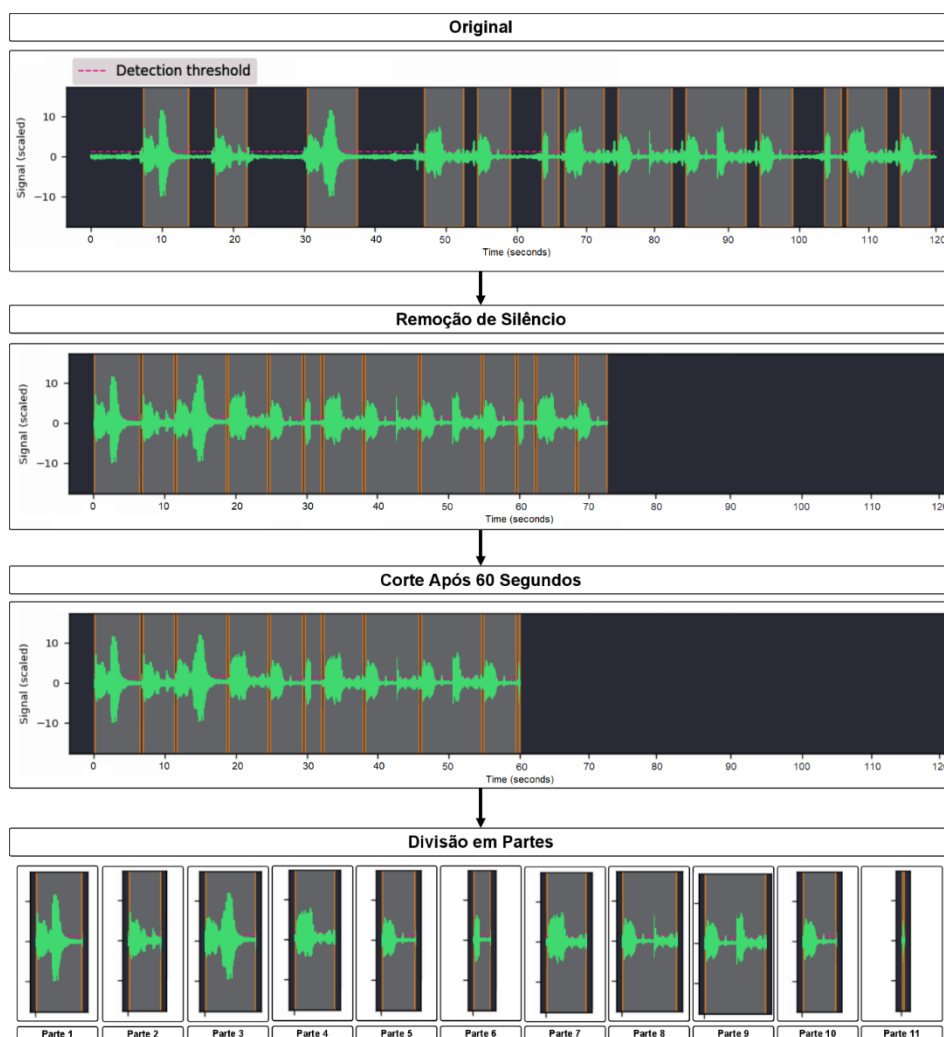 Original
Detection threshold
Signal (scaled)
10
0
−10
0 10 20 30 40 50 60 70 80 90 100 110 120
Time (seconds)
Remoção de Silêncio
Signal (scaled)
10
0
−10
0 10 20 30 40 50 60 70 80 90 100 110 120
Time (seconds)
Corte Após 60 Segundos
Signal (scaled)
10
0
−10
0 10 20 30 40 50 60 70 80 90 100 110 120
Time (seconds)
Divisão em Partes
Parte 1 Parte 2 Parte 3 Parte 4 Parte 5 Parte 6 Parte 7 Parte 8 Parte 9 Parte 10 Parte 11